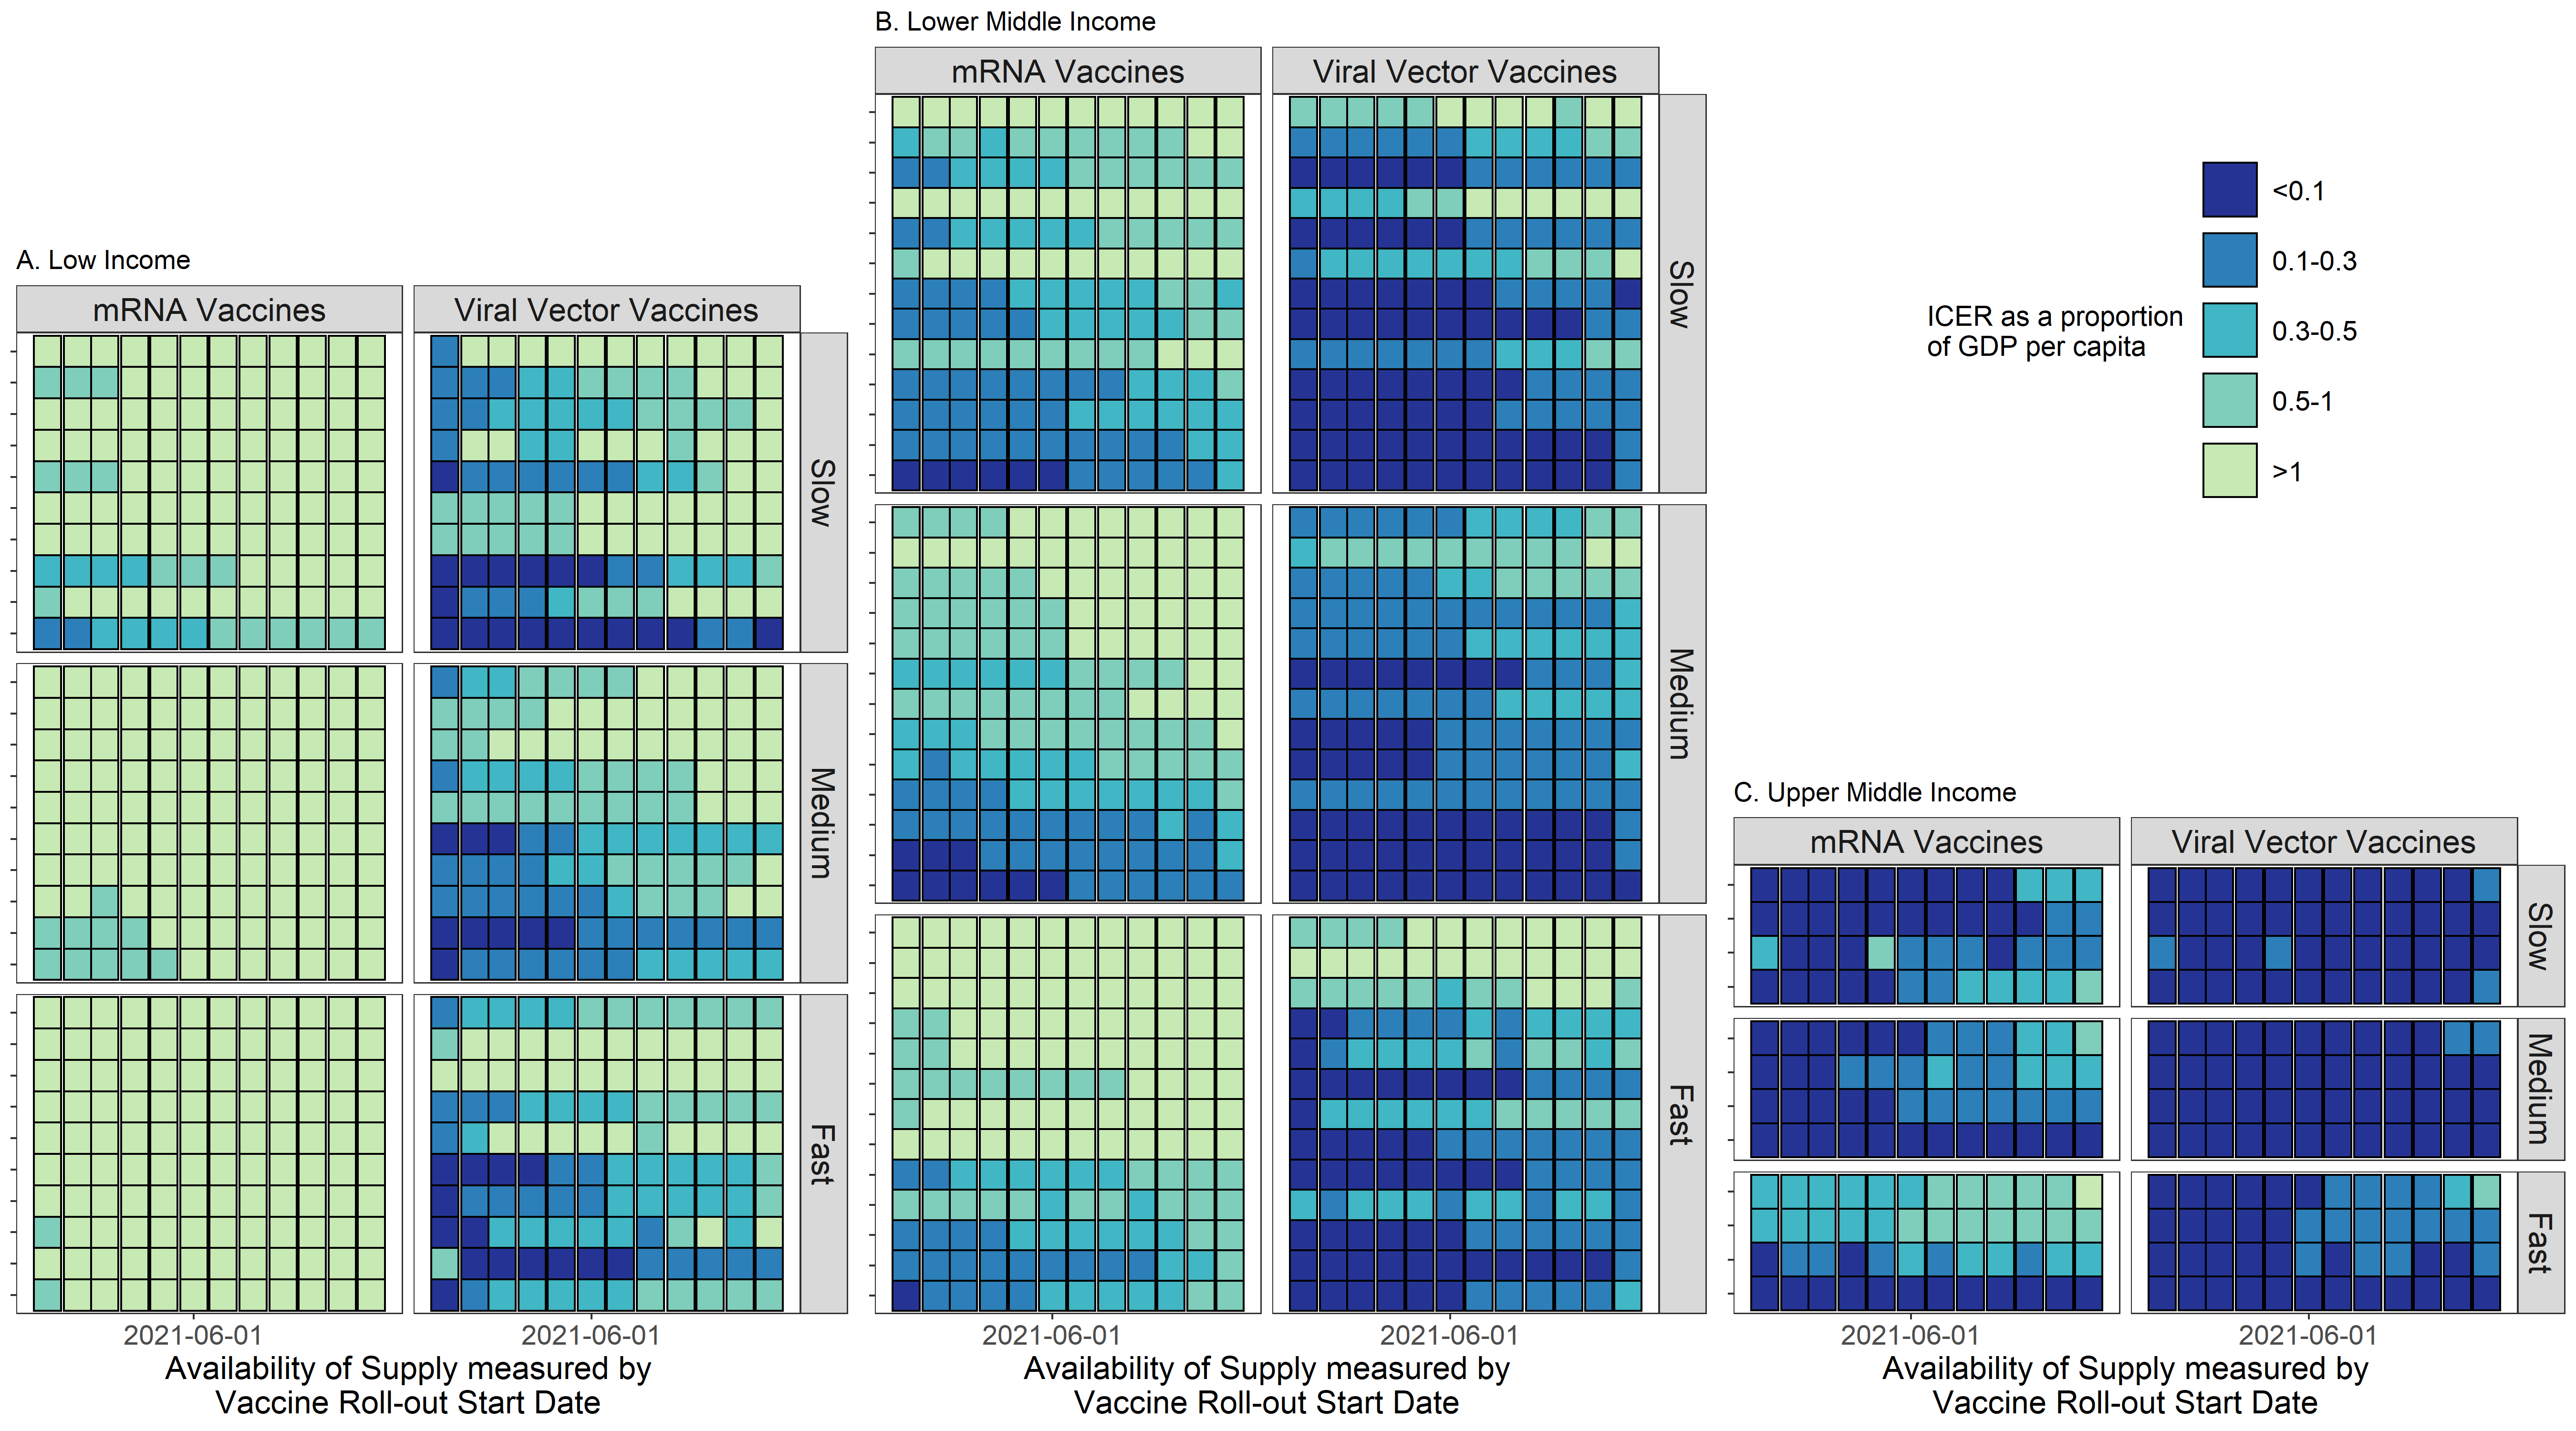 A. Low Income
mRNA Vaccines
Viral Vector Vaccines
Slow
Medium
Fast
2021-06-01
2021-06-01
Availability of Supply measured by
Vaccine Roll-out Start Date
B. Lower Middle Income
mRNA Vaccines
Viral Vector Vaccines
Slow
Medium
Fast
2021-06-01
2021-06-01
Availability of Supply measured by
Vaccine Roll-out Start Date
ICER as a proportion
of GDP per capita
<0.1
0.1-0.3
0.3-0.5
0.5-1
>1
C. Upper Middle Income
mRNA Vaccines
Viral Vector Vaccines
Slow
Medium
Fast
2021-06-01
2021-06-01
Availability of Supply measured by
Vaccine Roll-out Start Date